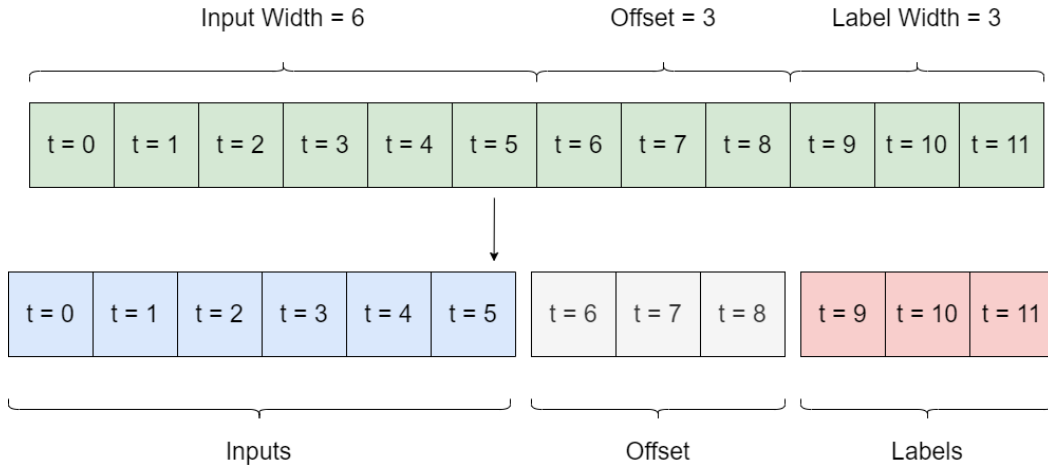 Input Width = 6 Offset = 3 Label Width = 3
t = 0 t = 1 t = 2 t = 3 t = 4 t = 5 t = 6 t = 7 t = 8 t = 9 t = 10 t = 11
t = 0 t = 1 t = 2 t = 3 t = 4 t = 5 t = 6 t = 7 t = 8 t = 9 t = 10 t = 11
Inputs Offset Labels